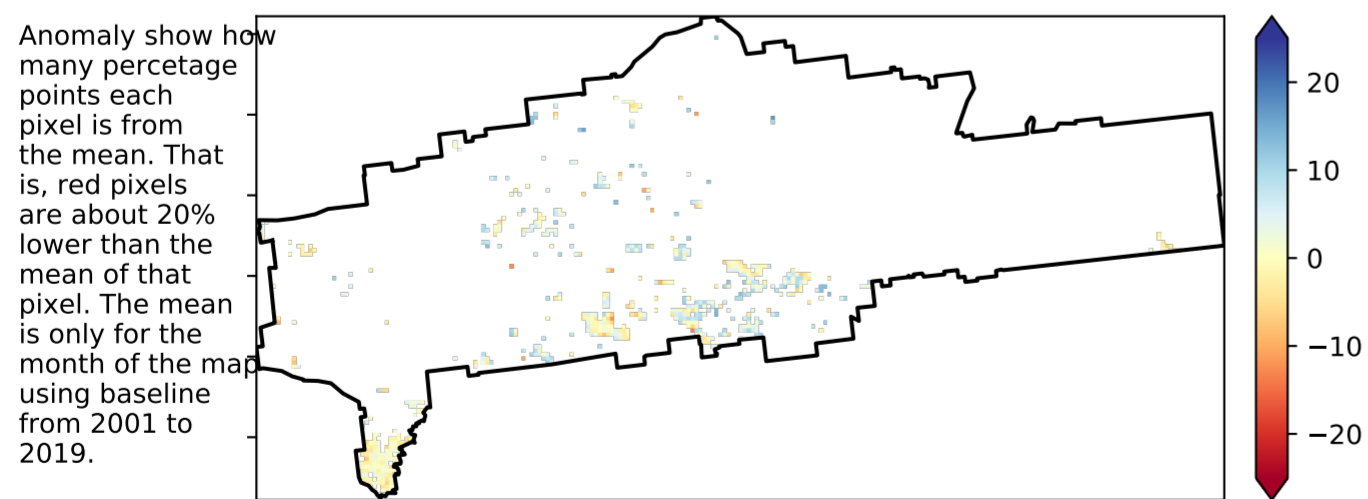 Anomaly show how
many percetage
points each
pixel is from
the mean. That
is, red pixels
are about 20%
lower than the
mean of that
pixel. The mean
is only for the
month of the map
using baseline
from 2001 to
2019.
20
10
0
−10
−20